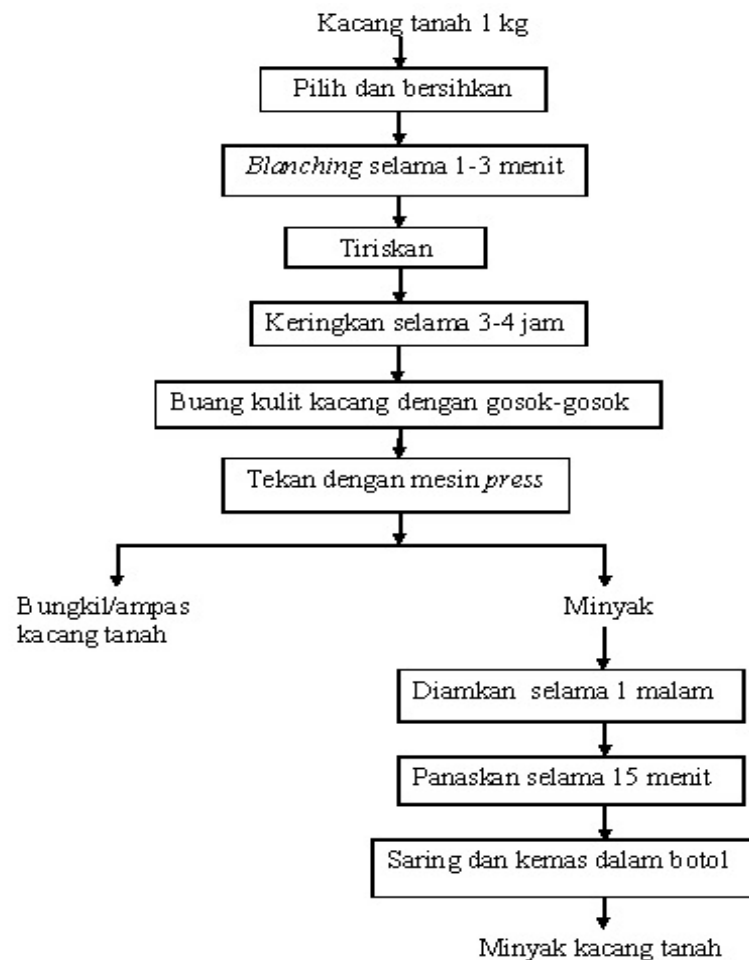 Kacang tanah 1 kg
Pilih dan bersihkan
Blanching selama 1-3 menit
Tiriskan
Keringkan selama 3-4 jam
Buang kulit kacang dengan gosok-gosok
Tekan dengan mesin press
Bungkil/ampas
kacang tanah
Minyak
Diamkan selama 1 malam
Panaskan selama 15 menit
Saring dan kemas dalam botol
Minyak kacang tanah